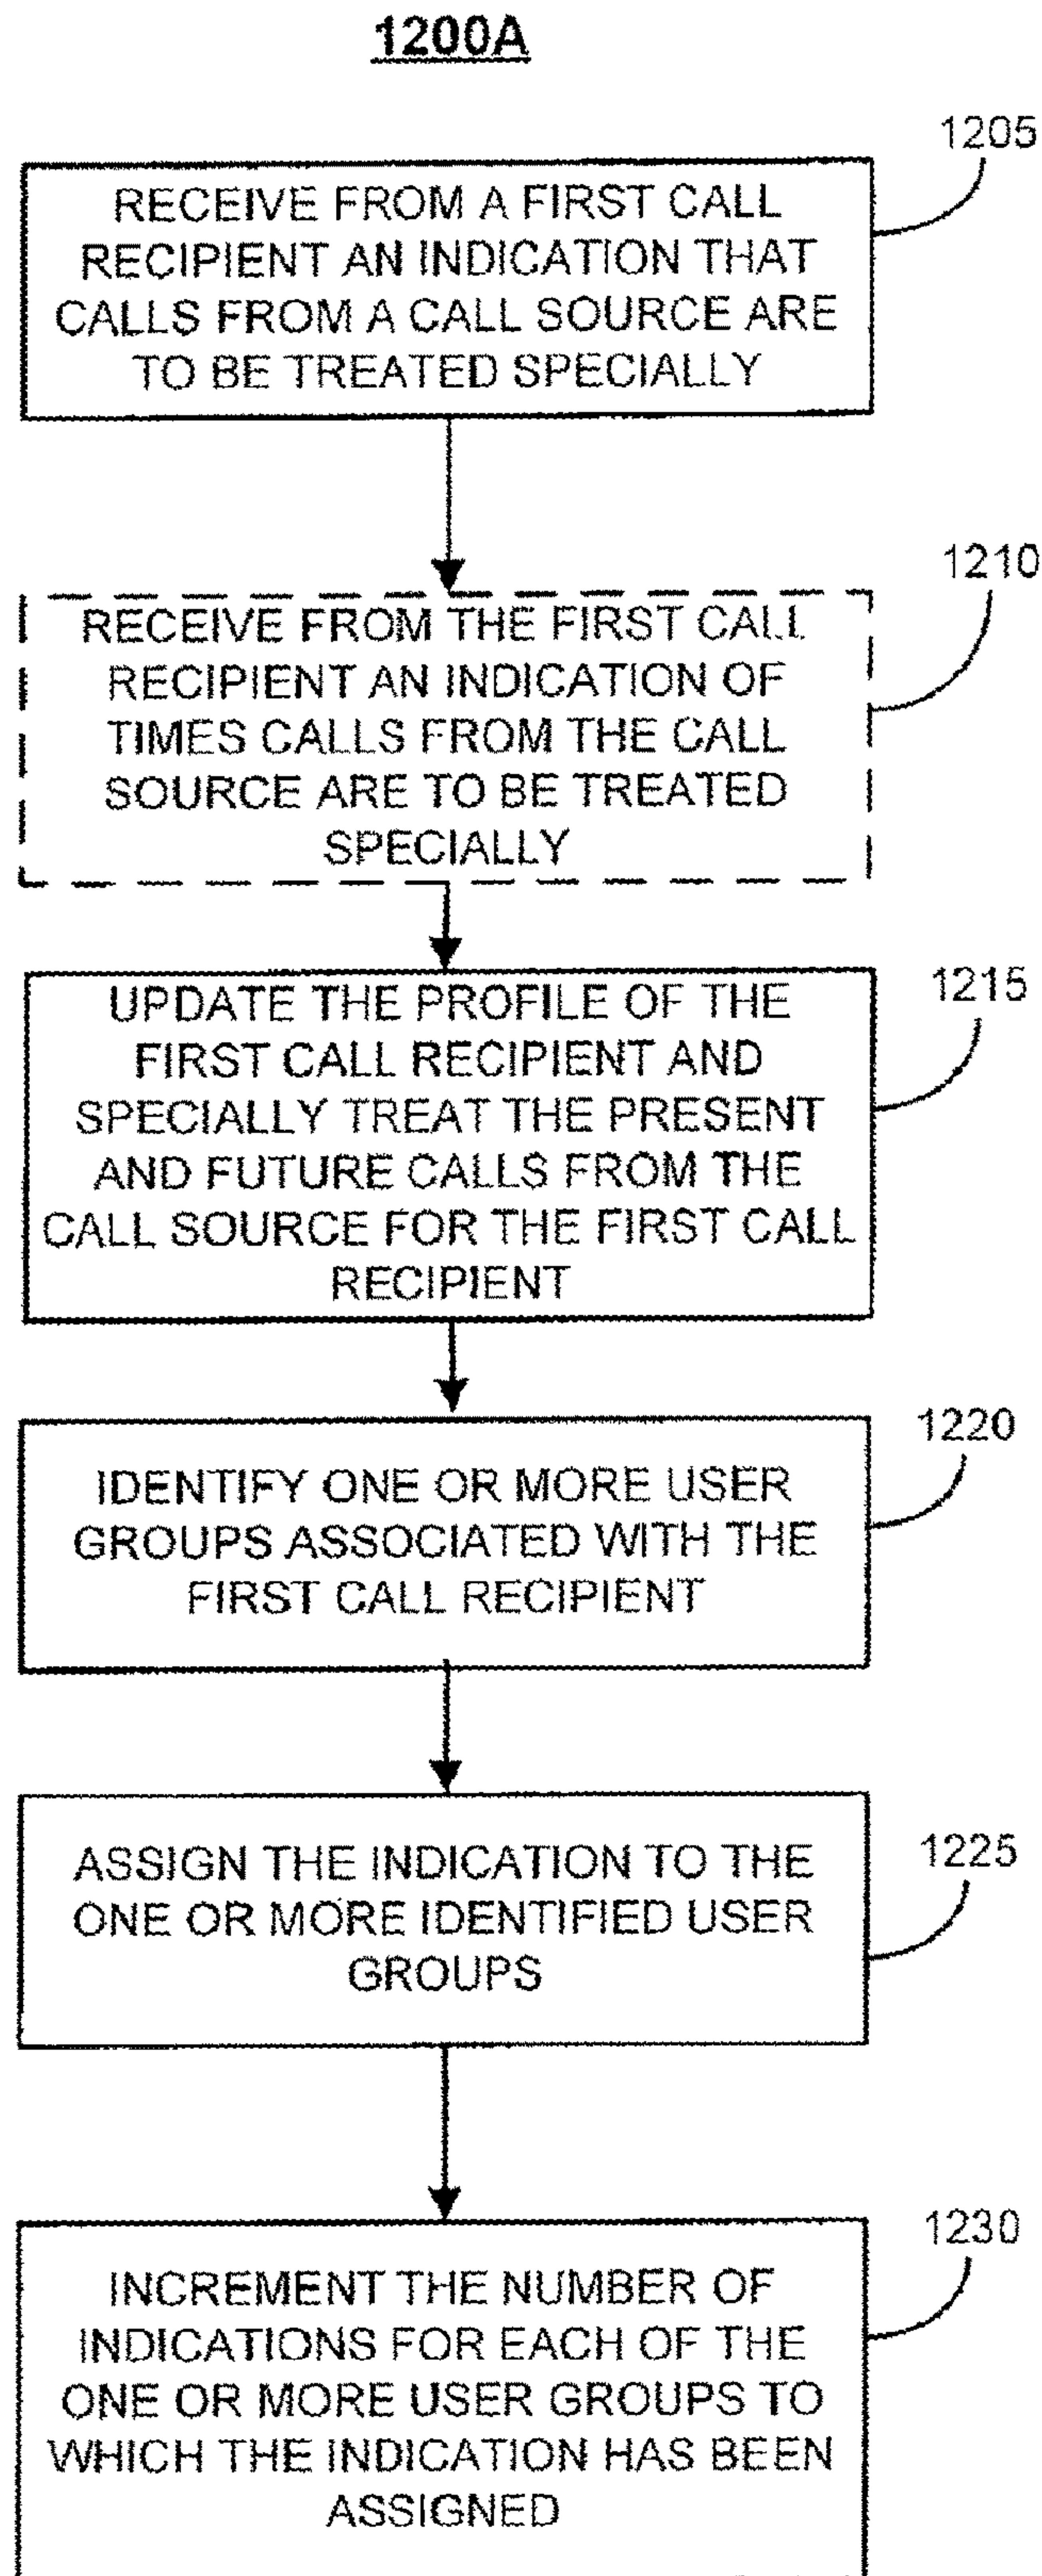 1200A
1205
RECEIVE FROM A FIRST CALL
RECIPIENT AN INDICATION THAT
CALLS FROM A CALL SOURCE ARE
TO BE TREATED SPECIALLY
1210
RECEIVE FROM THE FIRST CALL
RECIPIENT AN INDICATION OF
TIMES CALLS FROM THE CALL
SOURCE ARE TO BE TREATED
SPECIALLY
1215
UPDATE THE PROFILE OF THE
FIRST CALL RECIPIENT AND
SPECIALLY TREAT THE PRESENT
AND FUTURE CALLS FROM THE
CALL SOURCE FOR THE FIRST CALL
RECIPIENT
1220
IDENTIFY ONE OR MORE USER
GROUPS ASSOCIATED WITH THE
FIRST CALL RECIPIENT
1225
ASSIGN THE INDICATION TO THE
ONE OR MORE IDENTIFIED USER
GROUPS
1230
INCREMENT THE NUMBER OF
INDICATIONS FOR EACH OF THE
ONE OR MORE USER GROUPS TO
WHICH THE INDICATION HAS BEEN
ASSIGNED